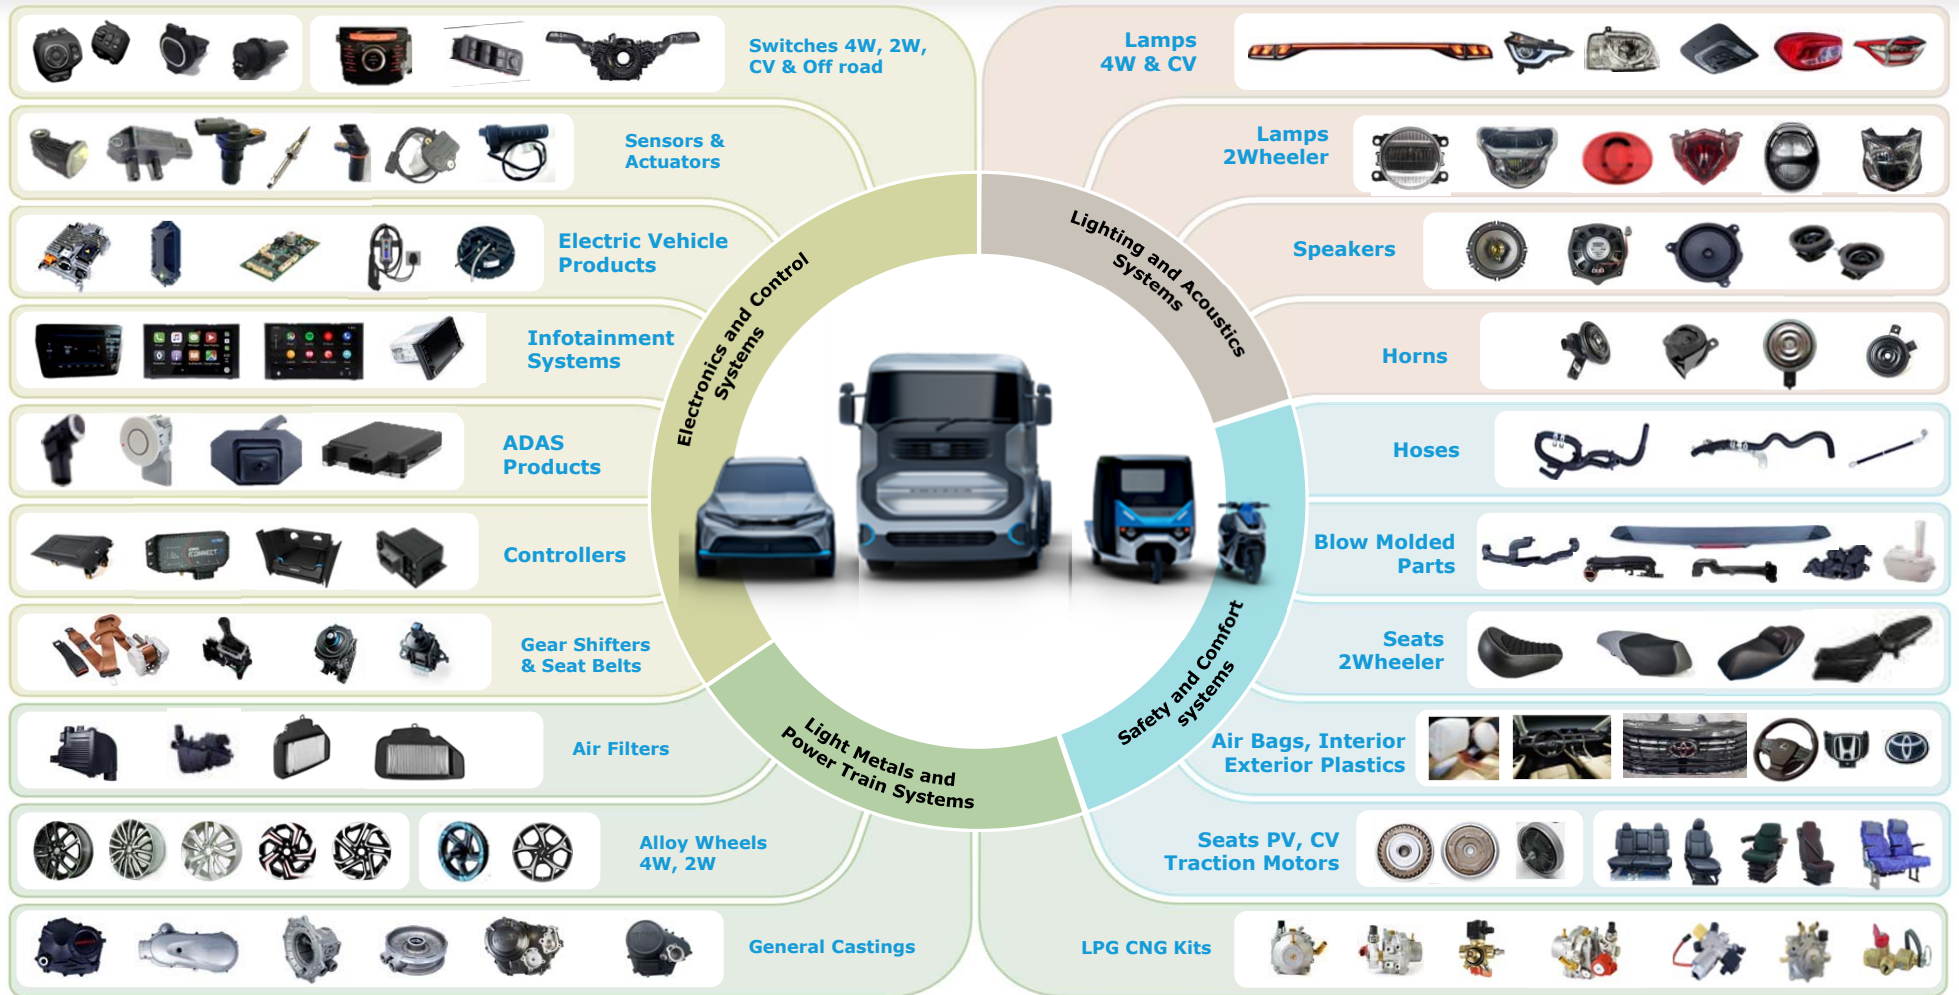 Switches 4W, 2W,
CV & Off road
Sensors &
Actuators
Electric Vehicle
Products
Infotainment
Systems
ADAS
Products
Controllers
Gear Shifters
& Seat Belts
Air Filters
Alloy Wheels
4W, 2W
General Castings
Electronics and Control
Systems
Lighting and Acoustics
Systems
Safety and Comfort
systems
Light Metals and
Power Train Systems
Lamps
4W & CV
Lamps
2Wheeler
Speakers
Horns
Hoses
Blow Molded
Parts
Seats
2Wheeler
Air Bags, Interior
Exterior Plastics
Seats PV, CV
Traction Motors
LPG CNG Kits